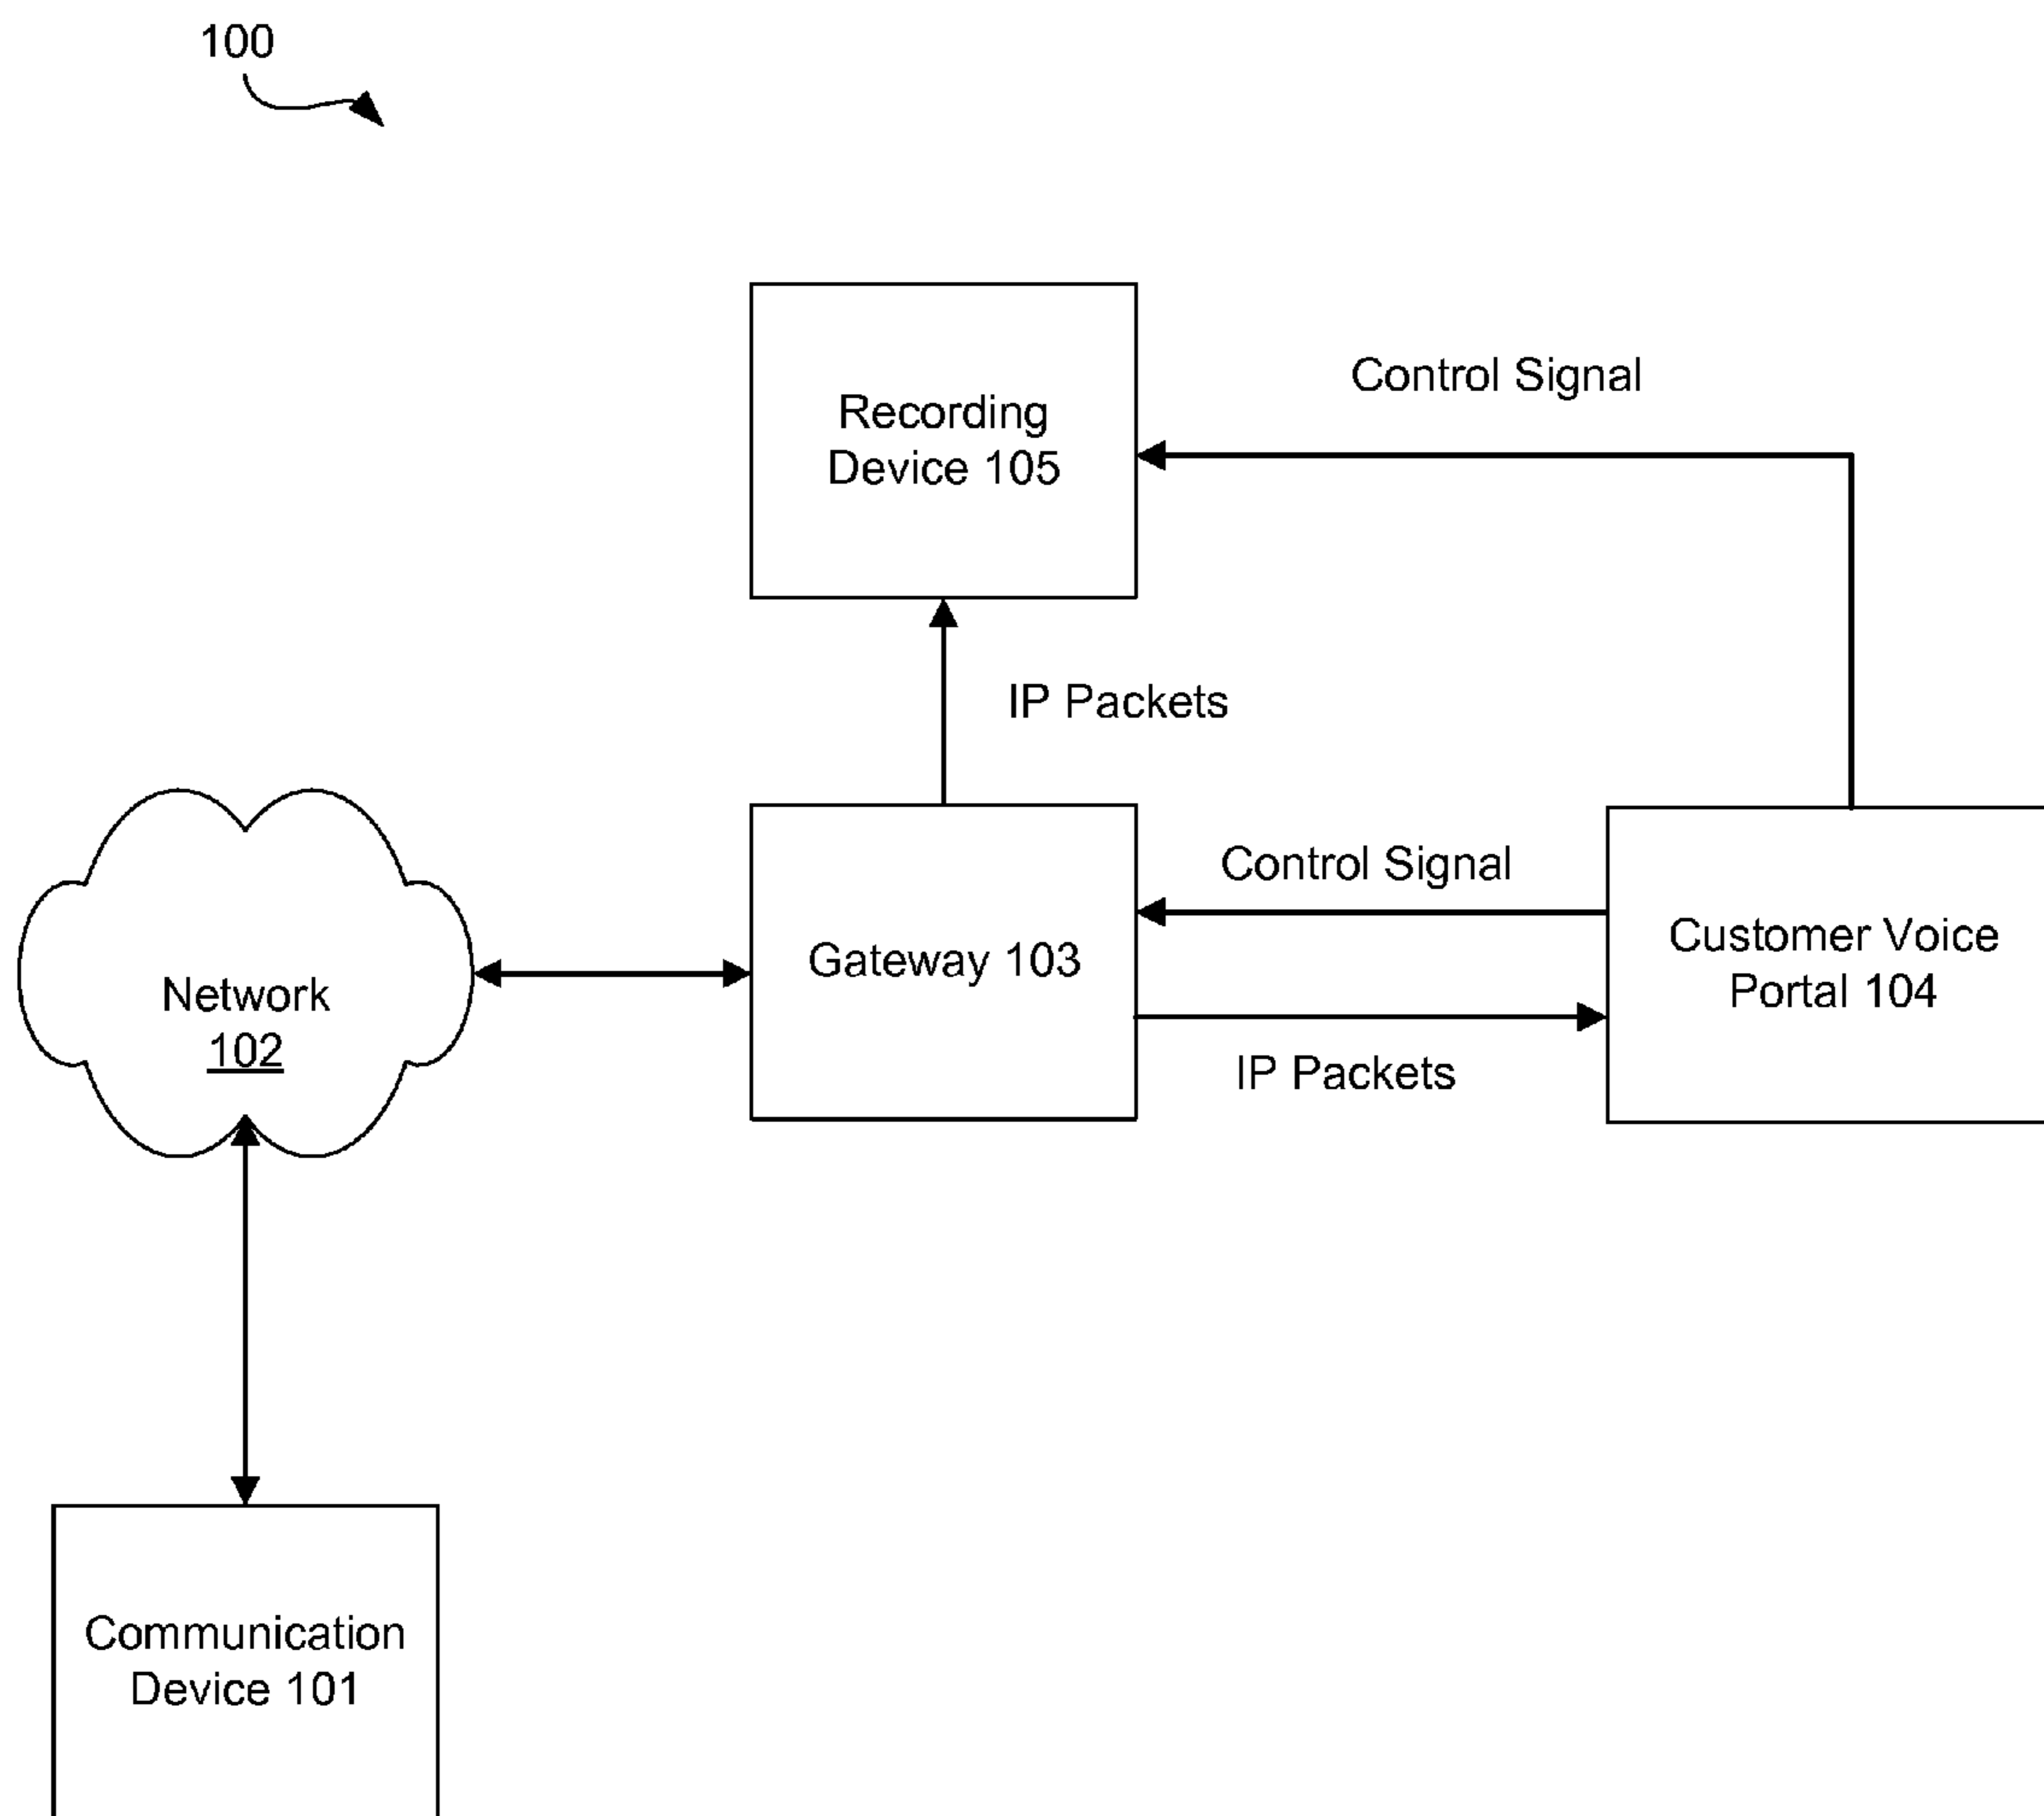 100
Recording
Device 105
Control Signal
IP Packets
Control Signal
Gateway 103
Customer Voice
Portal 104
Network
102
IP Packets
Communication
Device 101